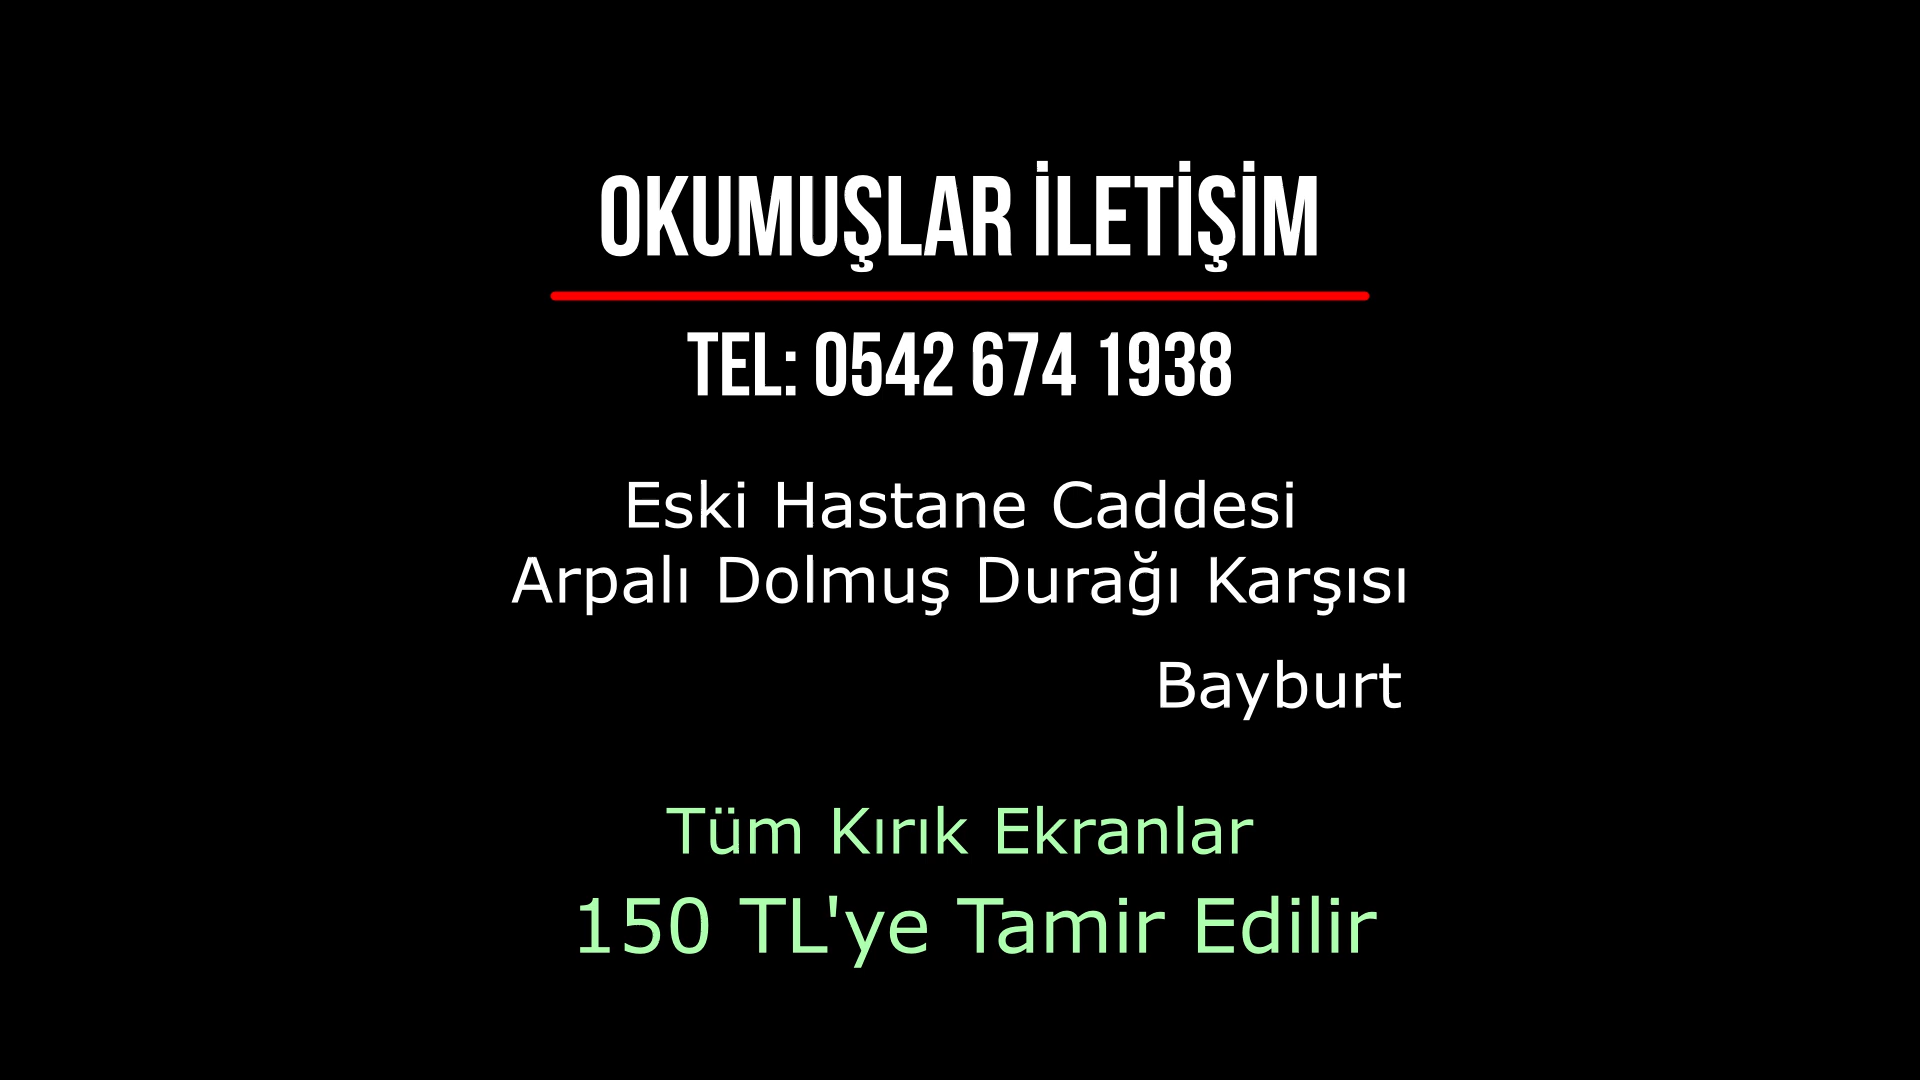 OKUMUŞLAR İLETİŞİM
TEL: 0542 674 1938
Eski Hastane Caddesi
Arpalı Dolmuş Durağı Karşısı
Bayburt
Tüm Kırık Ekranlar
150 TL'ye Tamir Edilir